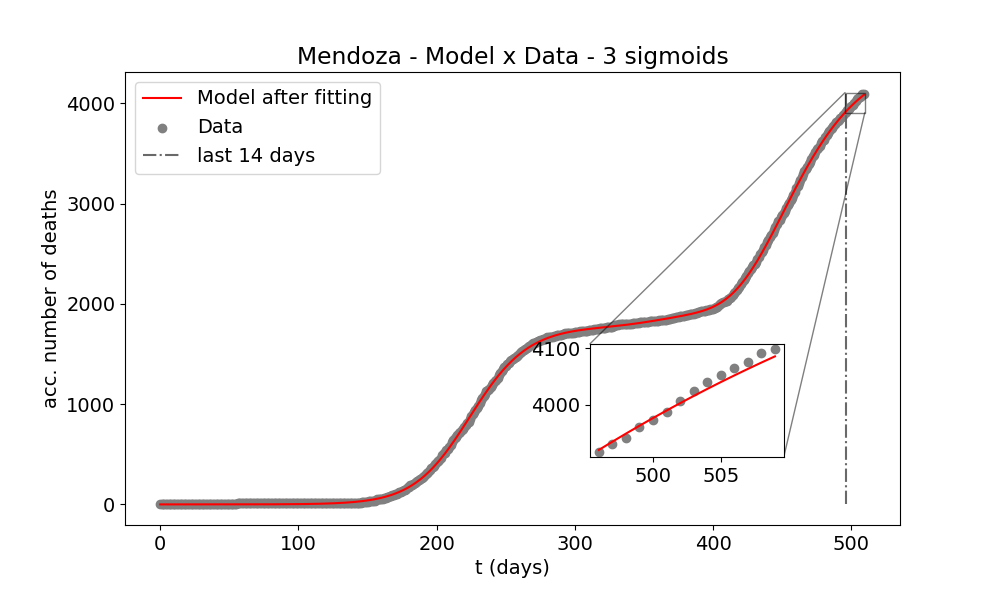 Mendoza - Model x Data - 3 sigmoids
Model after fitting
Data
last 14 days
acc. number of deaths
4000
3000
2000
1000
0
4100
4000
500 505
0 100 200 300 400 500
t (days)